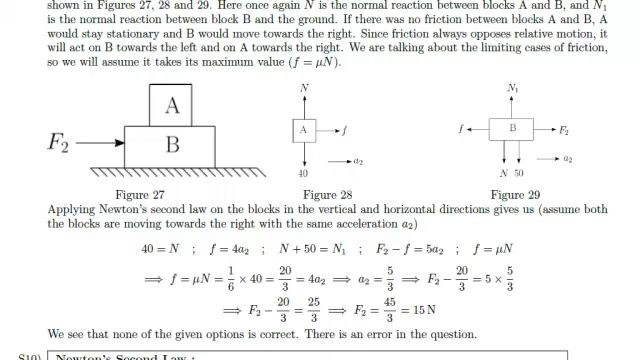 shown in Figures 27, 28 and 29. Here once again N is the normal reaction between blocks A and B, and N₁
is the normal reaction between block B and the ground. If there was no friction between blocks A and B, A
would stay stationary and B would move towards the right. Since friction always opposes relative motion, it
will act on B towards the left and on A towards the right. We are talking about the limiting cases of friction,
so we will assume it takes its maximum value (f = μN).
A
B
F₂
Figure 27
N
A
f
a₂
40
Figure 28
N₁
f
B
F₂
a₂
N 50
Figure 29
Applying Newton's second law on the blocks in the vertical and horizontal directions gives us (assume both
the blocks are moving towards the right with the same acceleration a₂)
40 = N ; f = 4a₂ ; N + 50 = N₁ ; F₂ − f = 5a₂ ; f = μN
⟹ f = μN = 1/6 × 40 = 20/3 = 4a₂ ⟹ a₂ = 5/3 ⟹ F₂ − 20/3 = 5 × 5/3
⟹ F₂ − 20/3 = 25/3 ⟹ F₂ = 45/3 = 15 N
We see that none of the given options is correct. There is an error in the question.
S10) Newton's Second Law :